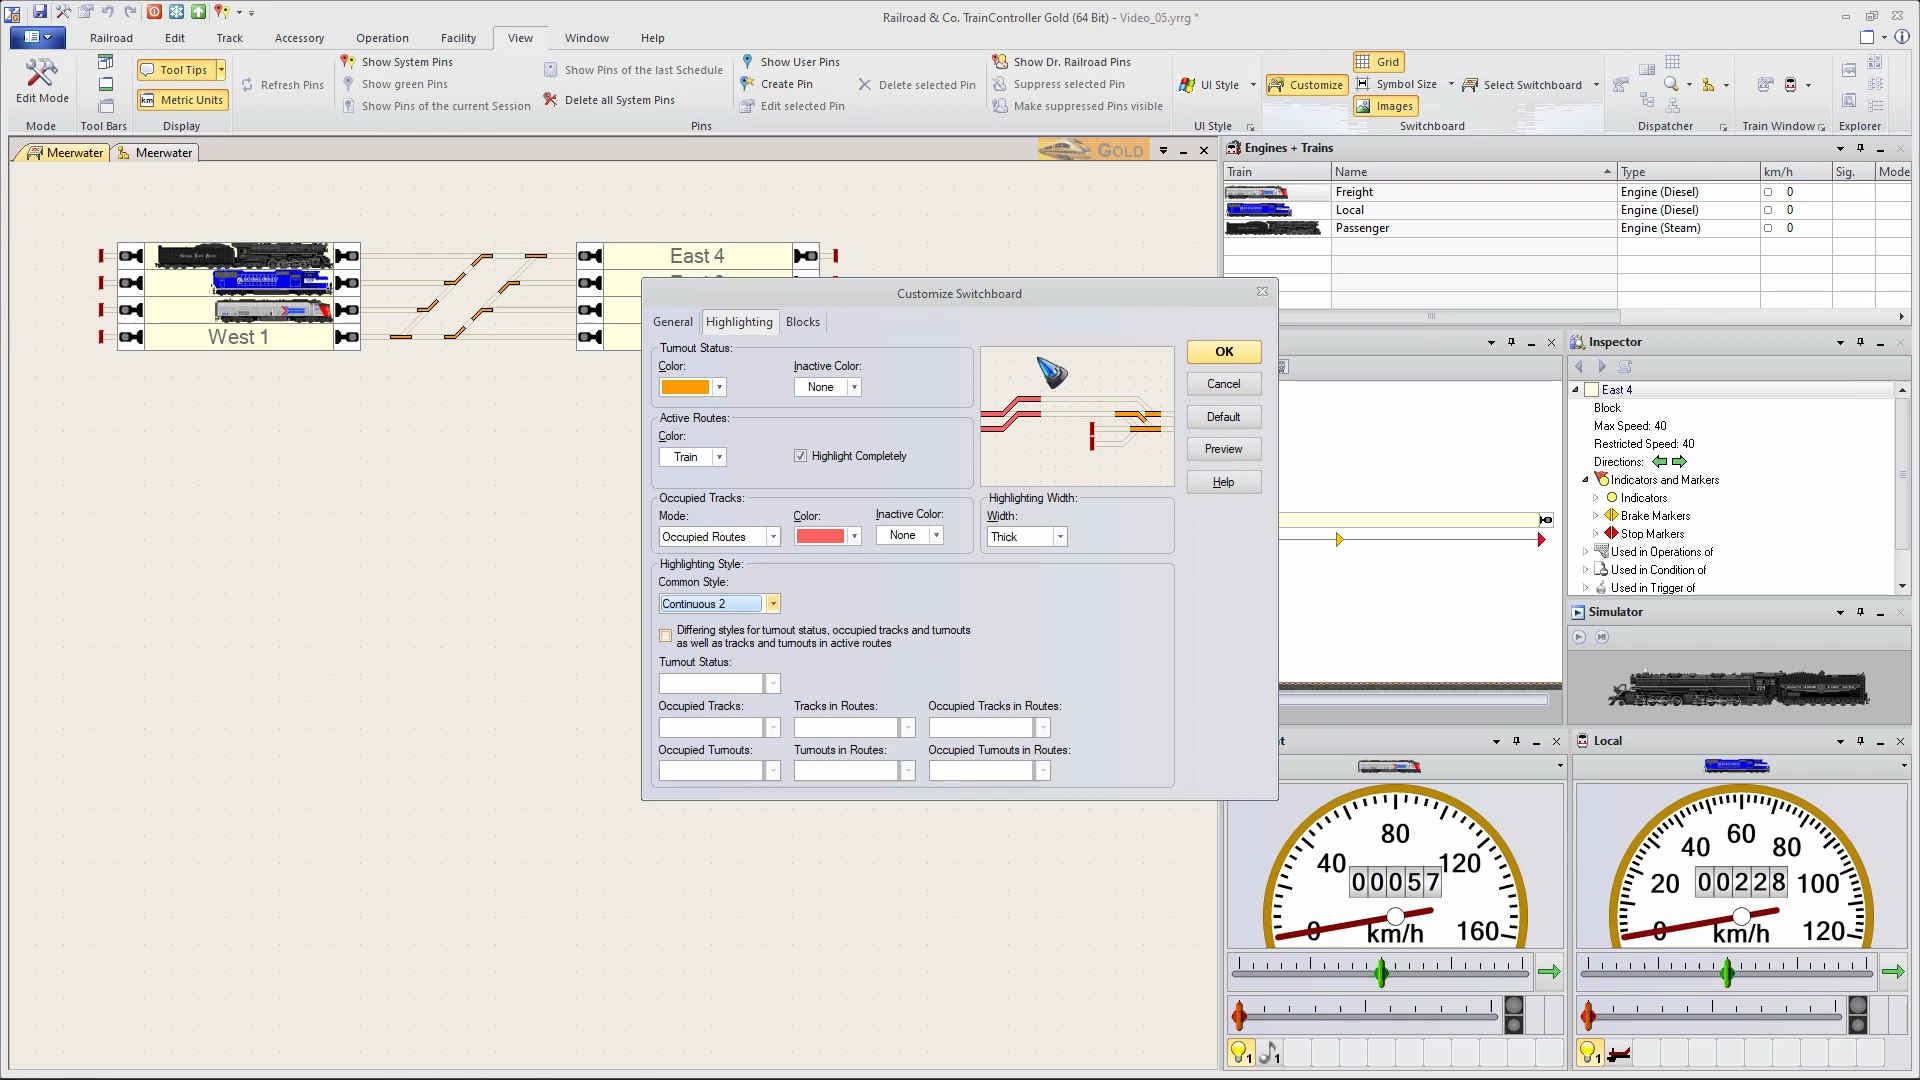 Railroad & Co. TrainController Gold (64 Bit) - Video_05.yrrg *
Railroad
Edit
Track
Accessory
Operation
Facility
View
Window
Help
Edit Mode
Mode
Tool Bars
Tool Tips
Metric Units
Display
Refresh Pins
Show System Pins
Show green Pins
Show Pins of the current Session
Show Pins of the last Schedule
Delete all System Pins
Show User Pins
Create Pin
Edit selected Pin
Delete selected Pin
Show Dr. Railroad Pins
Suppress selected Pin
Make suppressed Pins visible
Pins
UI Style
UI Style
Customize
Grid
Symbol Size
Images
Select Switchboard
Switchboard
Dispatcher
Train Window
Explorer
Meerwater
Meerwater
GOLD
West 1
East 4
Customize Switchboard
General
Highlighting
Blocks
Turnout Status:
Color:
Inactive Color:
None
Active Routes:
Color:
Train
Highlight Completely
Occupied Tracks:
Mode:
Color:
Inactive Color:
Occupied Routes
None
Highlighting Width:
Width:
Thick
Highlighting Style:
Common Style:
Continuous 2
Differing styles for turnout status, occupied tracks and turnouts
as well as tracks and turnouts in active routes
Turnout Status:
Occupied Tracks:
Tracks in Routes:
Occupied Tracks in Routes:
Occupied Turnouts:
Turnouts in Routes:
Occupied Turnouts in Routes:
OK
Cancel
Default
Preview
Help
Engines + Trains
Train
Name
Type
km/h
Sig.
Mode
Freight
Engine (Diesel)
0
Local
Engine (Diesel)
0
Passenger
Engine (Steam)
0
Inspector
East 4
Block
Max Speed: 40
Restricted Speed: 40
Directions:
Indicators and Markers
Indicators
Brake Markers
Stop Markers
Used in Operations of
Used in Condition of
Used in Trigger of
Simulator
t
Local
0
40
80
120
160
00057
km/h
0
20
40
60
80
100
120
00228
km/h
1
1
1